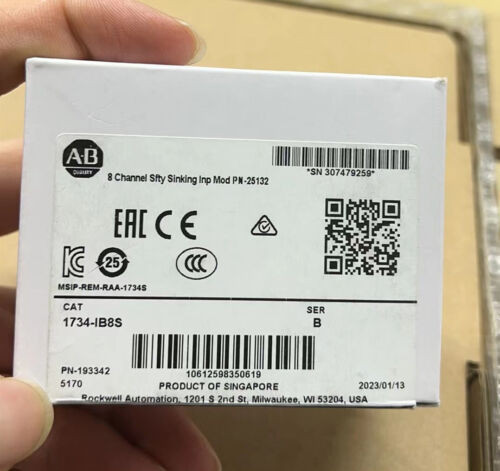 A·B
QUALITY
8 Channel Sfty Sinking Inp Mod PN-25132
*SN 307479259*
EAC CE
25
CCC
MSIP-REM-RAA-1734S
CAT
SER
1734-IB8S
B
PN-193342
5170
10612598350619
PRODUCT OF SINGAPORE
2023/01/13
Rockwell Automation, 1201 S 2nd St, Milwaukee, WI 53204, USA